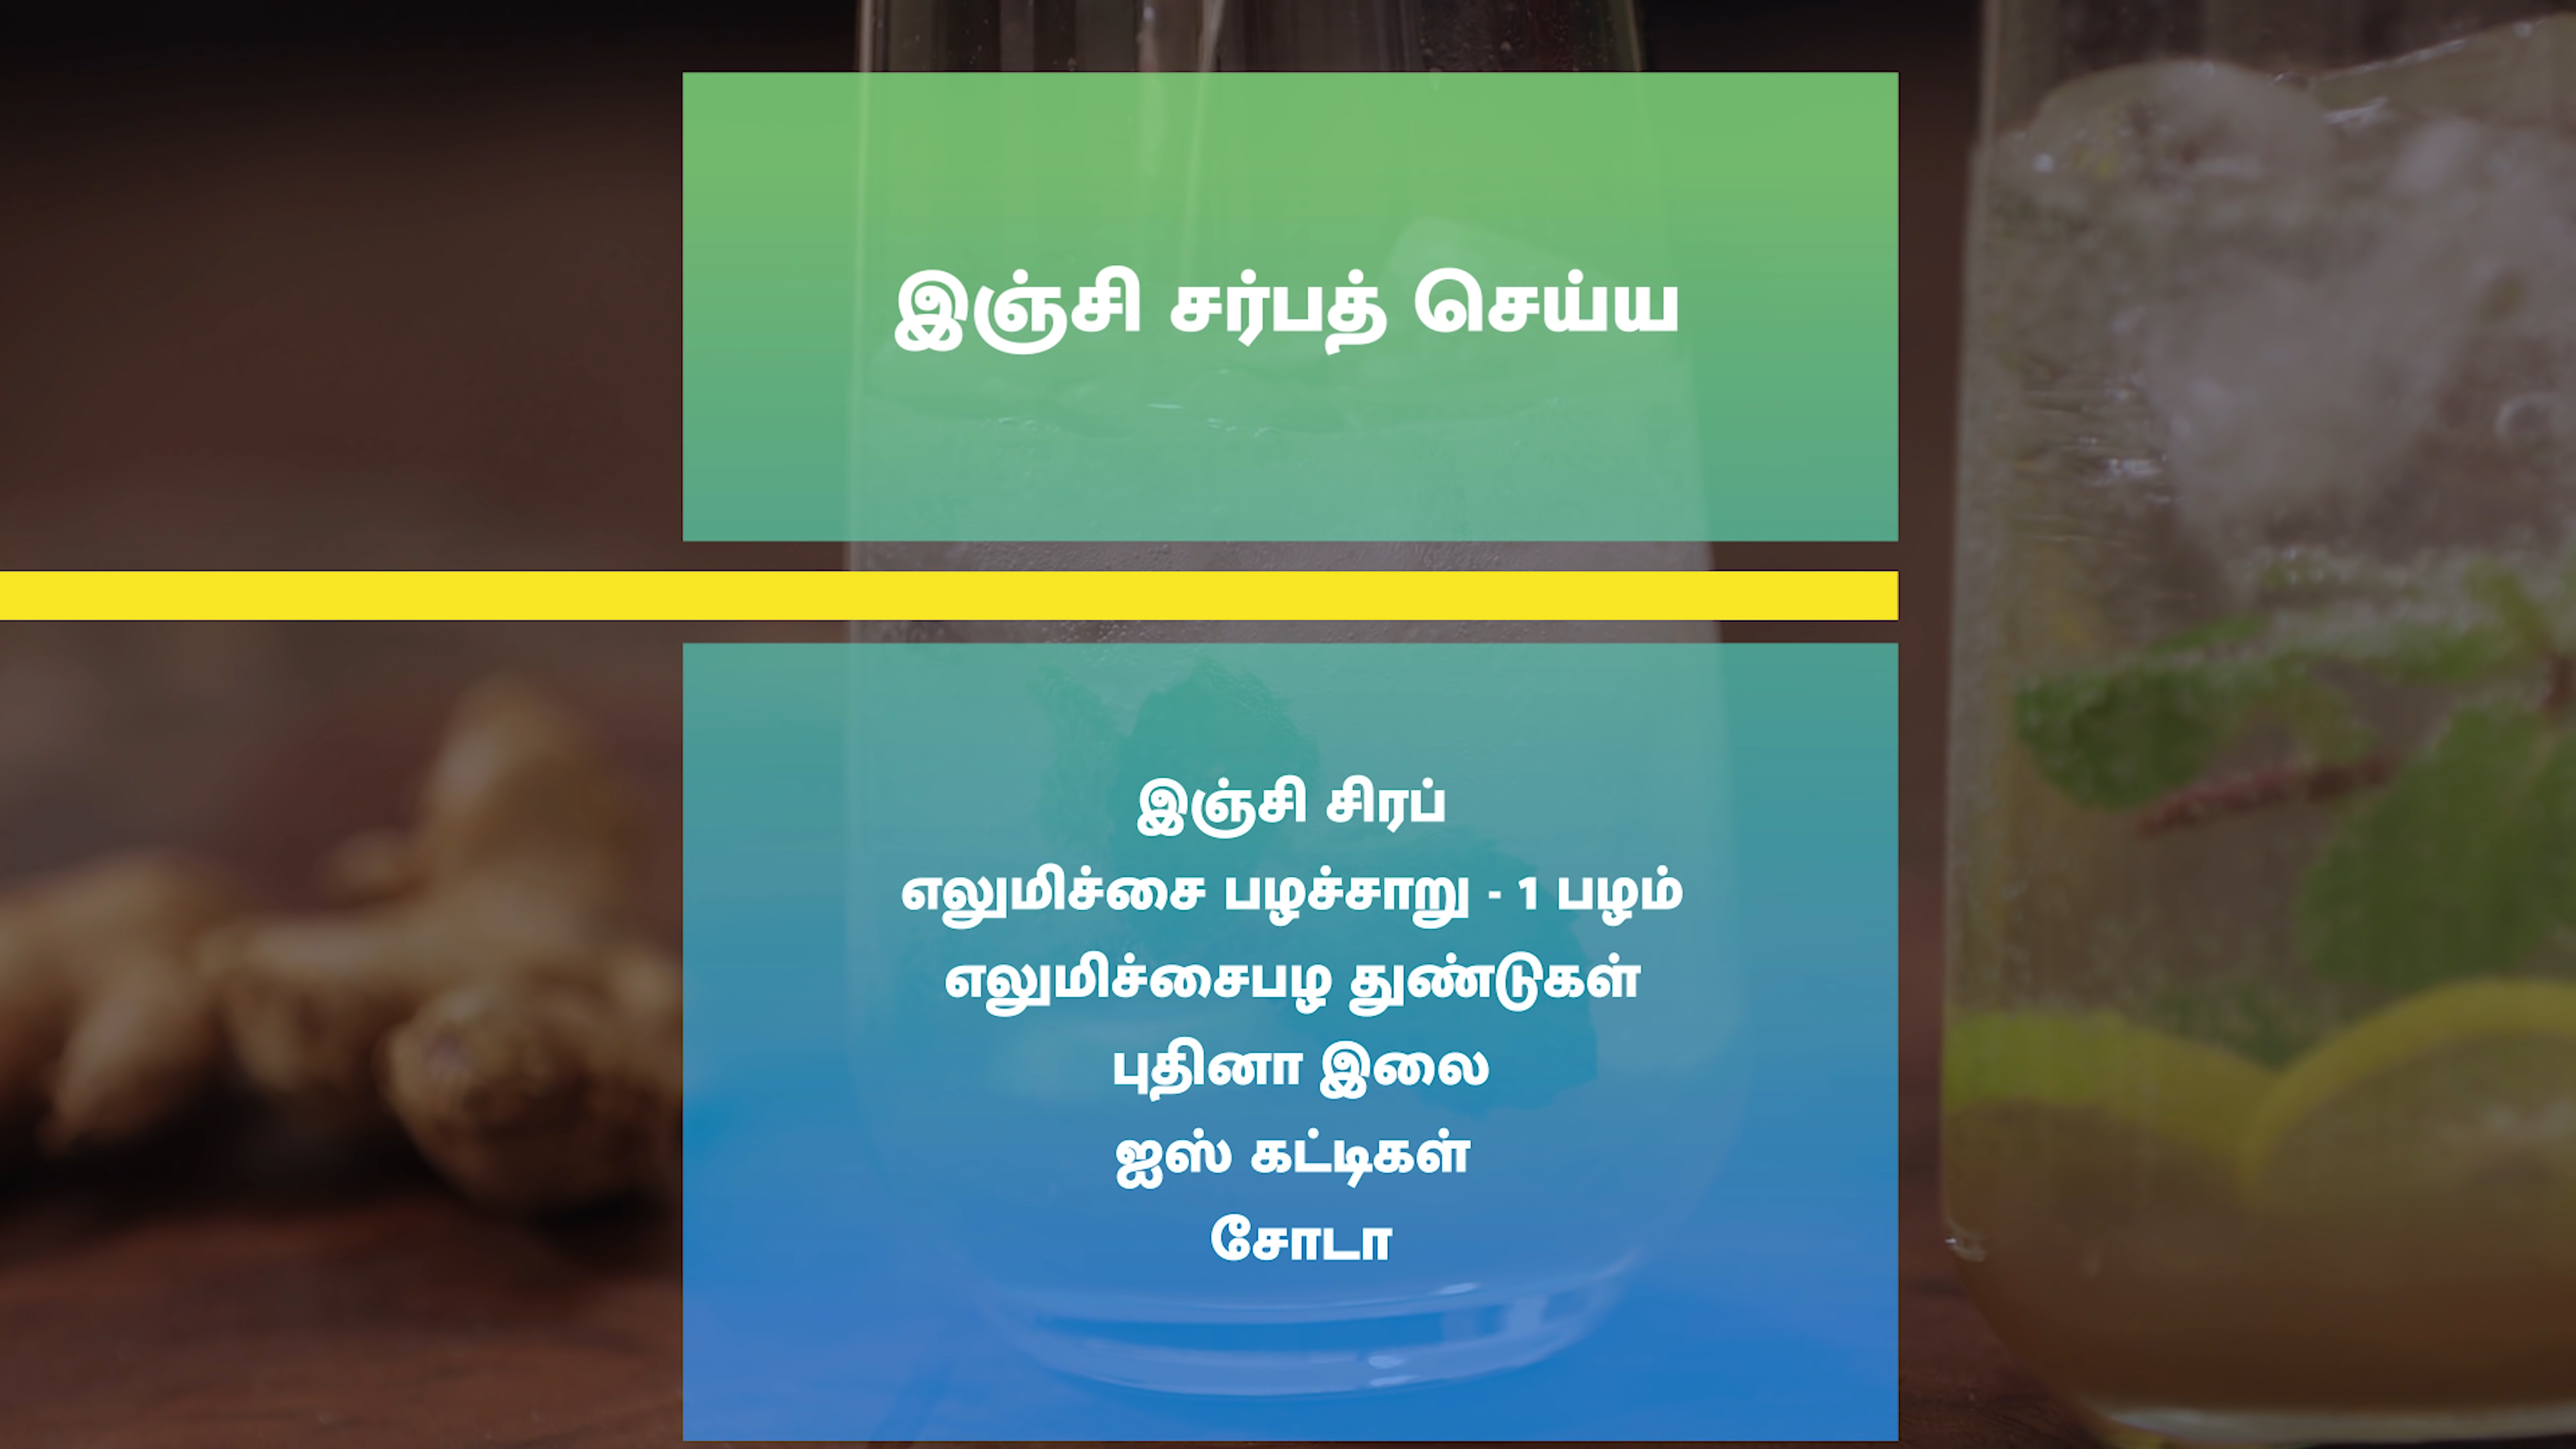 இஞ்சி சர்பத் செய்ய
இஞ்சி சிரப்
எலுமிச்சை பழச்சாறு - 1 பழம்
எலுமிச்சைபழ துண்டுகள்
புதினா இலை
ஐஸ் கட்டிகள்
சோடா